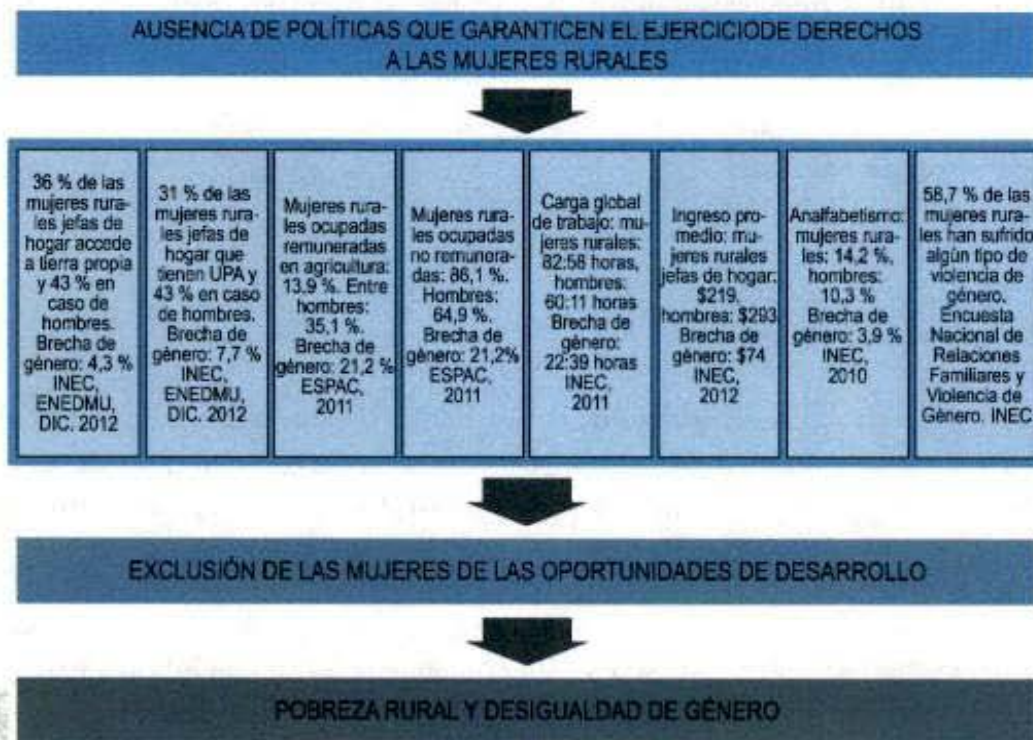 AUSENCIA DE POLÍTICAS QUE GARANTICEN EL EJERCICIODE DERECHOS
A LAS MUJERES RURALES
36 % de las
mujeres rura-
les jefas de
hogar accede
a tierra propia
y 43 % en
caso de
hombres.
Brecha de
género: 4,3 %
INEC,
ENEDMU,
DIC. 2012
31 % de las
mujeres rura-
les jefas de
hogar que
tienen UPA y
43 % en caso
de hombres.
Brecha de
género: 7,7 %
INEC,
ENEDMU,
DIC. 2012
Mujeres rura-
les ocupadas
remuneradas
en agricultura:
13,9 %. Entre
hombres:
35,1 %.
Brecha de
género: 21,2 %
ESPAC,
2011
Mujeres rura-
les ocupadas
no remunera-
das: 86,1 %.
Hombres:
64,9 %.
Brecha de
género: 21,2%
ESPAC,
2011
Carga global
de trabajo: mu-
jeres rurales:
82:58 horas,
hombres:
60:11 horas
Brecha de
género:
22:39 horas
INEC,
2011
Ingreso pro-
medio: mu-
jeres rurales
jefas de hogar:
$219,
hombres: $293
Brecha de
género: $74
INEC,
2012
Analfabetismo:
mujeres rura-
les: 14,2 %,
hombres:
10,3 %
Brecha de
género: 3,9 %
INEC,
2010
58,7 % de las
mujeres rura-
les han sufrido
algún tipo de
violencia de
género.
Encuesta
Nacional de
Relaciones
Familiares y
Violencia de
Género. INEC
EXCLUSIÓN DE LAS MUJERES DE LAS OPORTUNIDADES DE DESARROLLO
POBREZA RURAL Y DESIGUALDAD DE GÉNERO